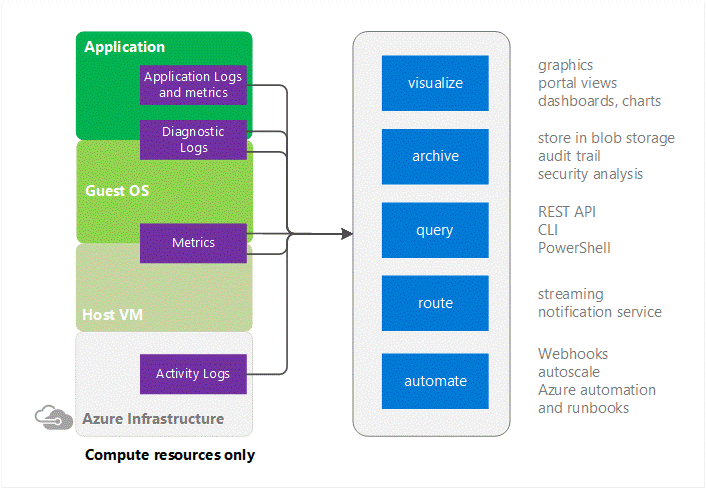 Application
Application Logs
and metrics
Diagnostic
Logs
Guest OS
Metrics
Host VM
Activity Logs
Azure Infrastructure
Compute resources only
visualize
graphics
portal views
dashboards, charts
archive
store in blob storage
audit trail
security analysis
query
REST API
CLI
PowerShell
route
streaming
notification service
automate
Webhooks
autoscale
Azure automation
and runbooks